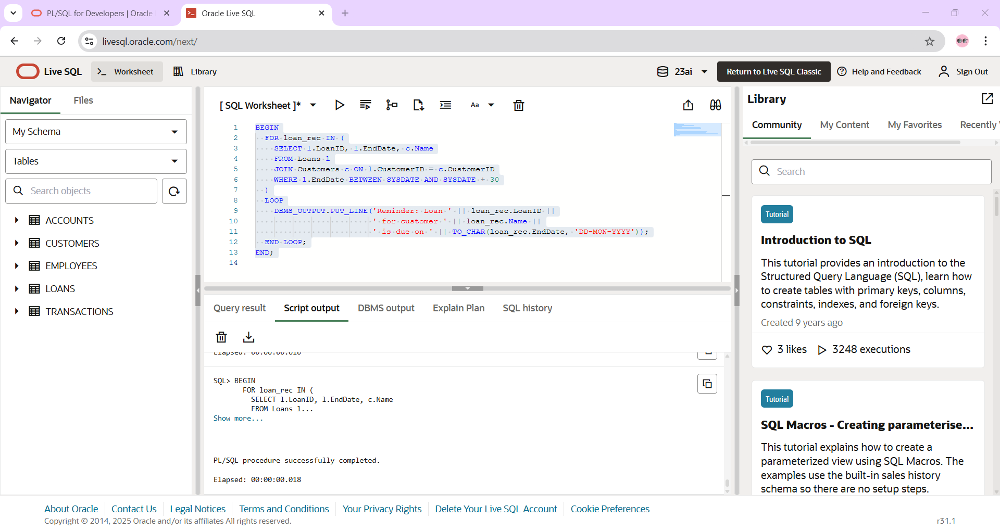 PL/SQL for Developers | Oracle
Oracle Live SQL
livesql.oracle.com/next/
Live SQL
Worksheet
Library
23ai
Return to Live SQL Classic
Help and Feedback
Sign Out
Navigator
Files
My Schema
Tables
Search objects
ACCOUNTS
CUSTOMERS
EMPLOYEES
LOANS
TRANSACTIONS
[ SQL Worksheet ]*
Aa
1 BEGIN
2 FOR loan_rec IN (
3 SELECT l.LoanID, l.EndDate, c.Name
4 FROM Loans l
5 JOIN Customers c ON l.CustomerID = c.CustomerID
6 WHERE l.EndDate BETWEEN SYSDATE AND SYSDATE + 30
7 )
8 LOOP
9 DBMS_OUTPUT.PUT_LINE('Reminder: Loan ' || loan_rec.LoanID ||
10 ' for customer ' || loan_rec.Name ||
11 ' is due on ' || TO_CHAR(loan_rec.EndDate, 'DD-MON-YYYY'));
12 END LOOP;
13 END;
14
Query result
Script output
DBMS output
Explain Plan
SQL history
Elapsed: 00:00:00.010
SQL> BEGIN
FOR loan_rec IN (
SELECT l.LoanID, l.EndDate, c.Name
FROM Loans l...
Show more...
PL/SQL procedure successfully completed.
Elapsed: 00:00:00.018
Library
Community
My Content
My Favorites
Recently
Search
Tutorial
Introduction to SQL
This tutorial provides an introduction to the
Structured Query Language (SQL), learn how
to create tables with primary keys, columns,
constraints, indexes, and foreign keys.
Created 9 years ago
3 likes
3248 executions
Tutorial
SQL Macros - Creating parameterise...
This tutorial explains how to create a
parameterized view using SQL Macros. The
examples use the built-in sales history
schema so there are no setup steps.
About Oracle
Contact Us
Legal Notices
Terms and Conditions
Your Privacy Rights
Delete Your Live SQL Account
Cookie Preferences
Copyright © 2014, 2025 Oracle and/or its affiliates All rights reserved.
r31.1